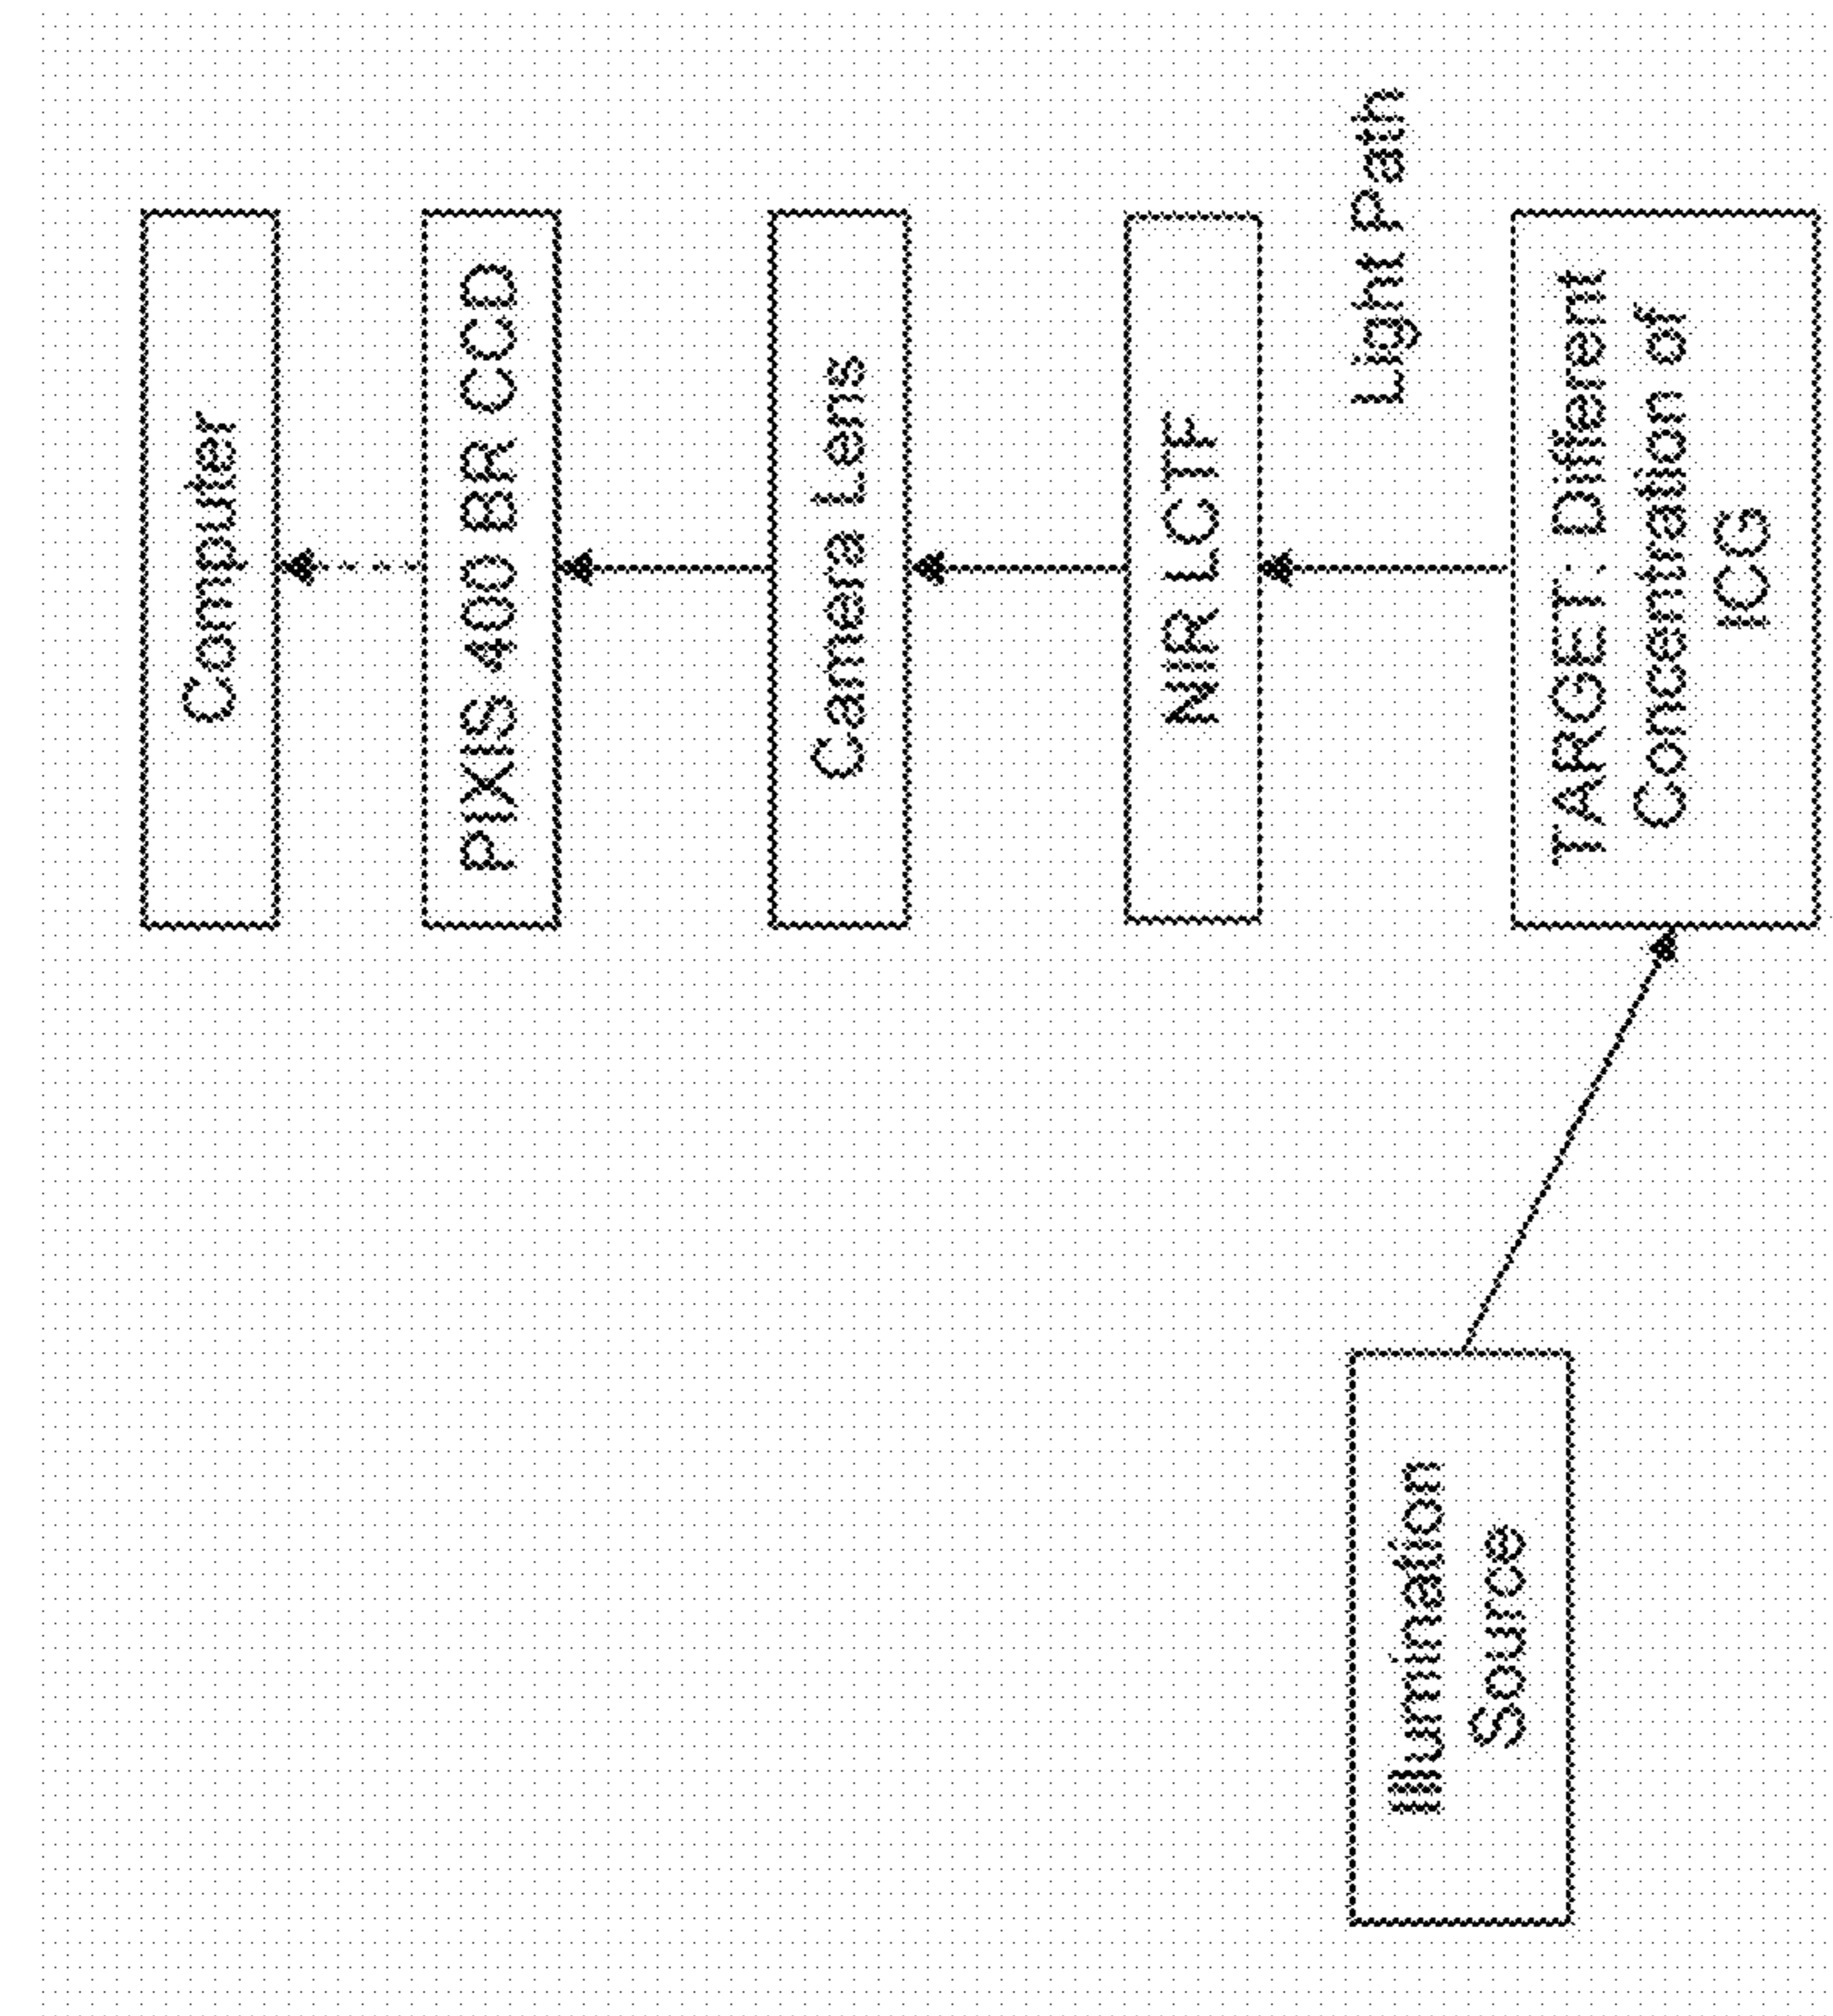 Computer
PIXIS 400 BR CCD
Camera Lens
NIR LCTF
Light Path
TARGET: Different
Concentration of
ICG
Illumination
Source